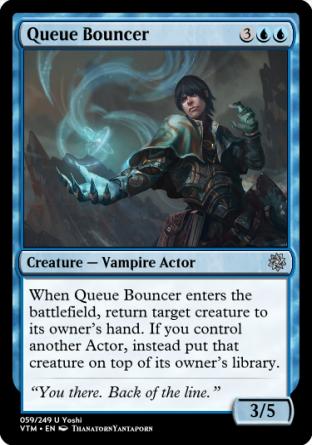 Queue Bouncer 3
Creature — Vampire Actor
When Queue Bouncer enters the
battlefield, return target creature to
its owner's hand. If you control
another Actor, instead put that
creature on top of its owner's library.
“You there. Back of the line.”
3/5
059/249 U Yoshi
VTM • EN ThanatornYantaporn